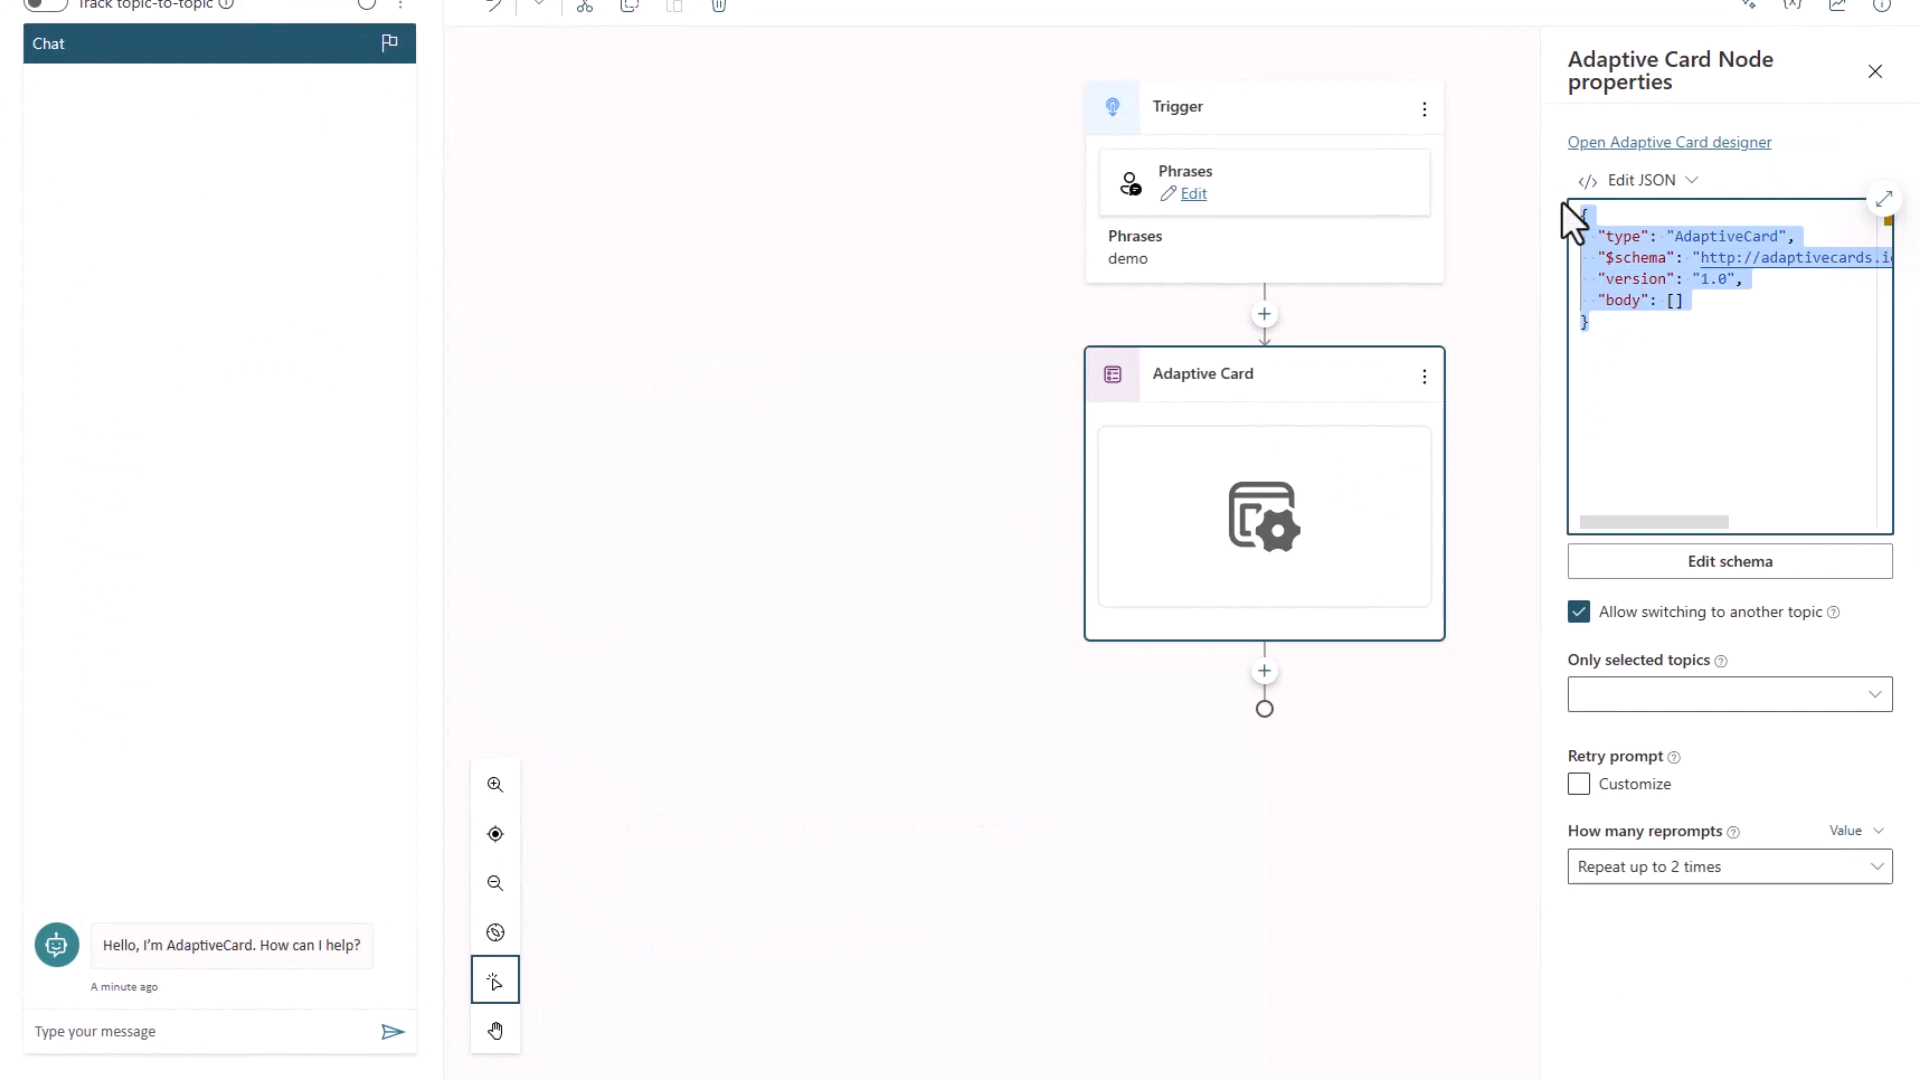 Track topic-to-topic
Chat
Hello, I'm AdaptiveCard. How can I help?
A minute ago
Type your message
Trigger
Phrases
Edit
Phrases
demo
Adaptive Card
Adaptive Card Node
properties
Open Adaptive Card designer
</> Edit JSON
{
"type": "AdaptiveCard",
"$schema": "http://adaptivecards.i
"version": "1.0",
"body": []
}
Edit schema
Allow switching to another topic
Only selected topics
Retry prompt
Customize
How many reprompts
Value
Repeat up to 2 times